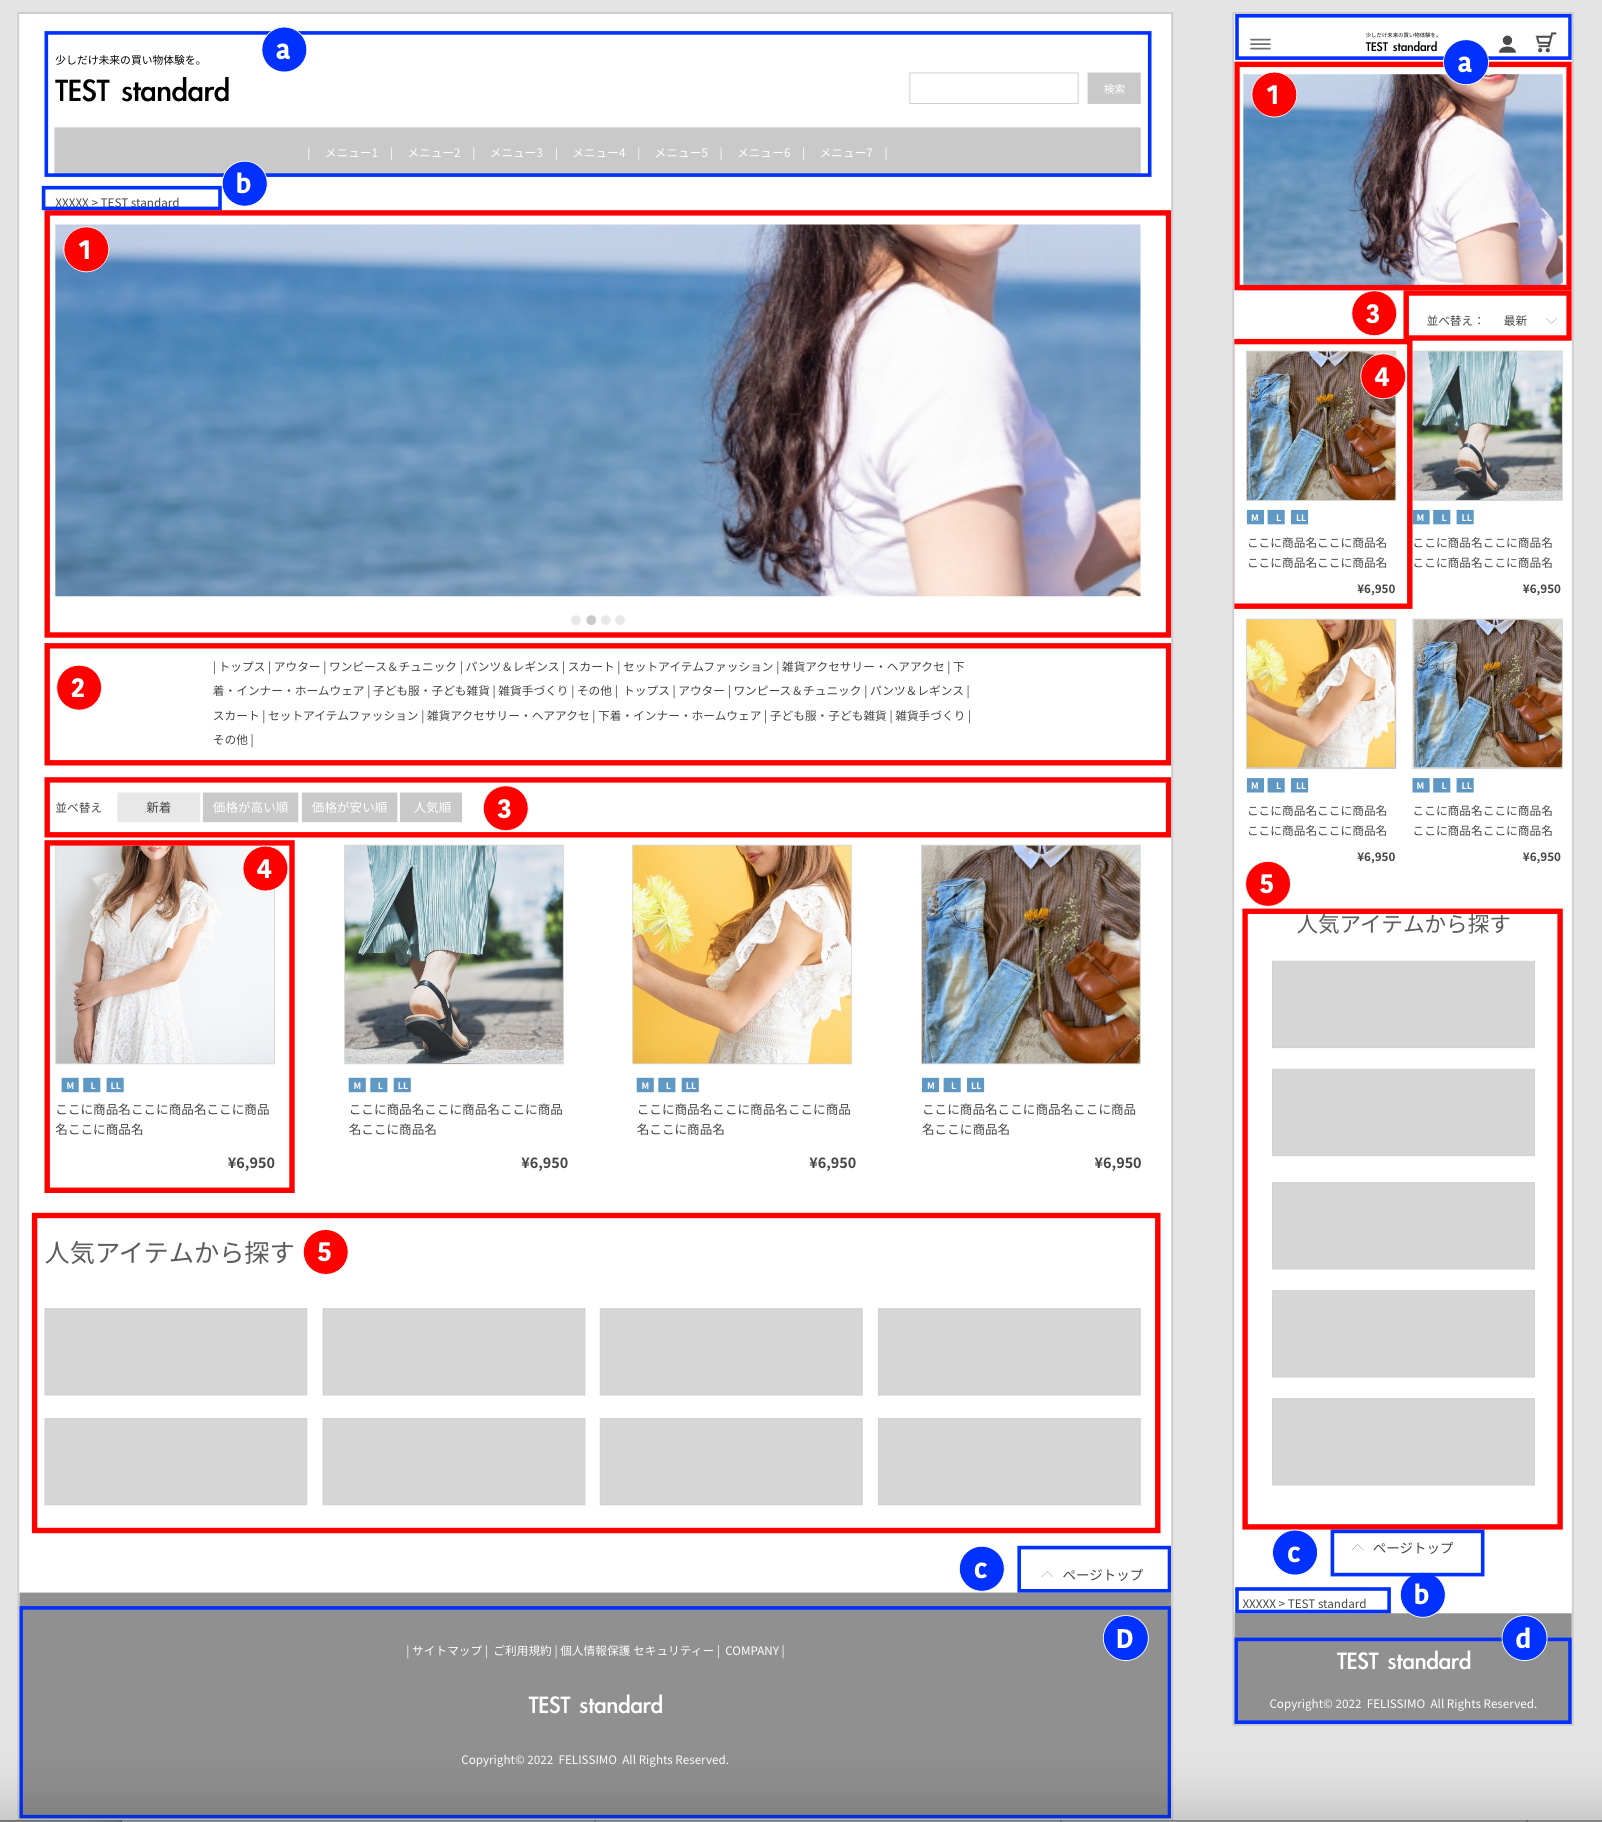 a
少しだけ未来の買い物体験を。
TEST standard
検索
| メニュー1 | メニュー2 | メニュー3 | メニュー4 | メニュー5 | メニュー6 | メニュー7 |
b
XXXXX > TEST standard
1
2
| トップス | アウター | ワンピース＆チュニック | パンツ＆レギンス | スカート | セットアイテムファッション | 雑貨アクセサリー・ヘアアクセ | 下
着・インナー・ホームウェア | 子ども服・子ども雑貨 | 雑貨手づくり | その他 | トップス | アウター | ワンピース＆チュニック | パンツ＆レギンス |
スカート | セットアイテムファッション | 雑貨アクセサリー・ヘアアクセ | 下着・インナー・ホームウェア | 子ども服・子ども雑貨 | 雑貨手づくり |
その他 |
並べ替え 新着 価格が高い順 価格が安い順 人気順 3
4
M L LL
ここに商品名ここに商品名ここに商品
名ここに商品名
¥6,950
M L LL
ここに商品名ここに商品名ここに商品
名ここに商品名
¥6,950
M L LL
ここに商品名ここに商品名ここに商品
名ここに商品名
¥6,950
M L LL
ここに商品名ここに商品名ここに商品
名ここに商品名
¥6,950
人気アイテムから探す 5
c
ページトップ
D
| サイトマップ | ご利用規約 | 個人情報保護 セキュリティー | COMPANY |
TEST standard
Copyright© 2022 FELISSIMO All Rights Reserved.
少しだけ未来の買い物体験を。
TEST standard
a
1
3
並べ替え： 最新
4
M L LL
ここに商品名ここに商品名
ここに商品名ここに商品名
¥6,950
M L LL
ここに商品名ここに商品名
ここに商品名ここに商品名
¥6,950
M L LL
ここに商品名ここに商品名
ここに商品名ここに商品名
¥6,950
M L LL
ここに商品名ここに商品名
ここに商品名ここに商品名
¥6,950
5
人気アイテムから探す
c
ページトップ
b
XXXXX > TEST standard
d
TEST standard
Copyright© 2022 FELISSIMO All Rights Reserved.